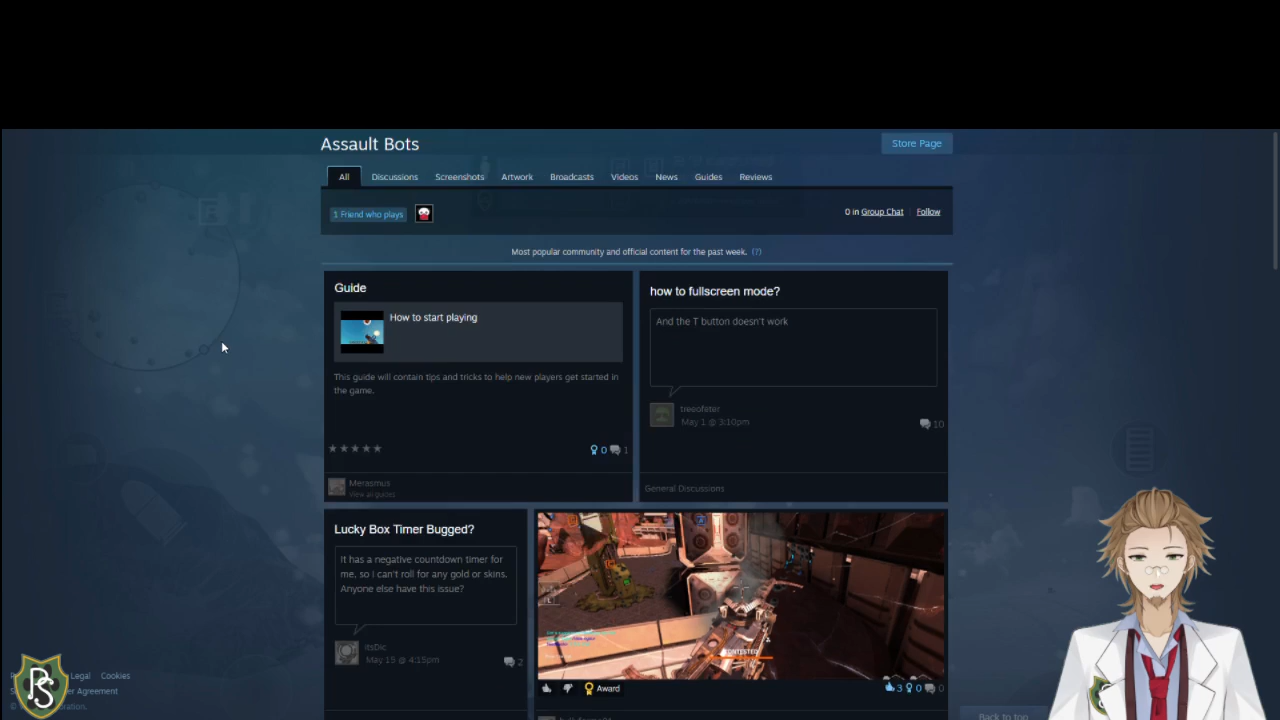 Assault Bots
Store Page
All Discussions Screenshots Artwork Broadcasts Videos News Guides Reviews
1 Friend who plays
0 in Group Chat Follow
Most popular community and official content for the past week. (?)
Guide
How to start playing
This guide will contain tips and tricks to help new players get started in
the game.
0 1
Merasmus
View all guides
how to fullscreen mode?
And the T button doesn't work
treeofeter
May 1 @ 3:10pm
10
General Discussions
Lucky Box Timer Bugged?
It has a negative countdown timer for
me, so i can't roll for any gold or skins.
Anyone else have this issue?
itsDic
May 15 @ 4:15pm
2
CONTESTED
Award
3 0 0
Legal Cookies
Agreement
PS
Back to top